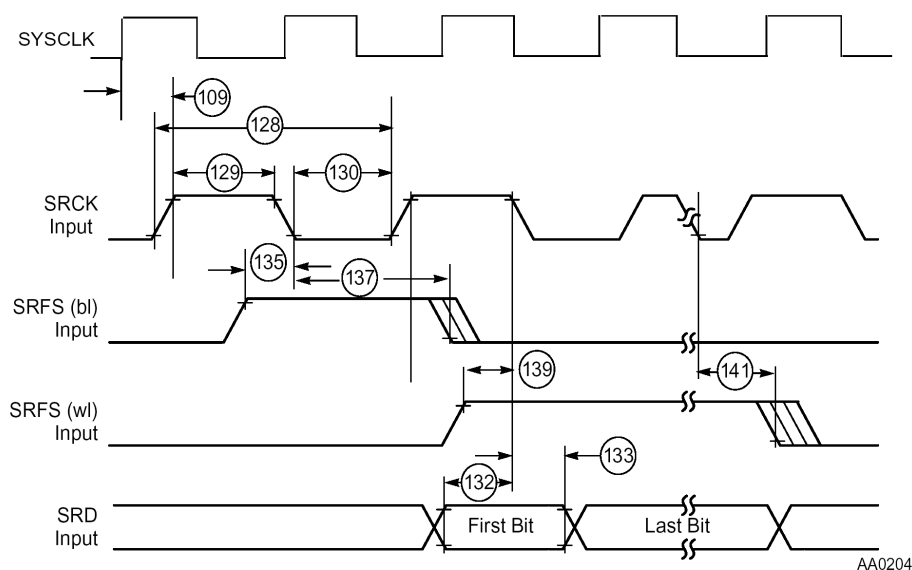 SYSCLK
109
128
129
130
SRCK
Input
135
137
SRFS (bl)
Input
139
141
SRFS (wl)
Input
133
132
SRD
Input
First Bit
Last Bit
AA0204